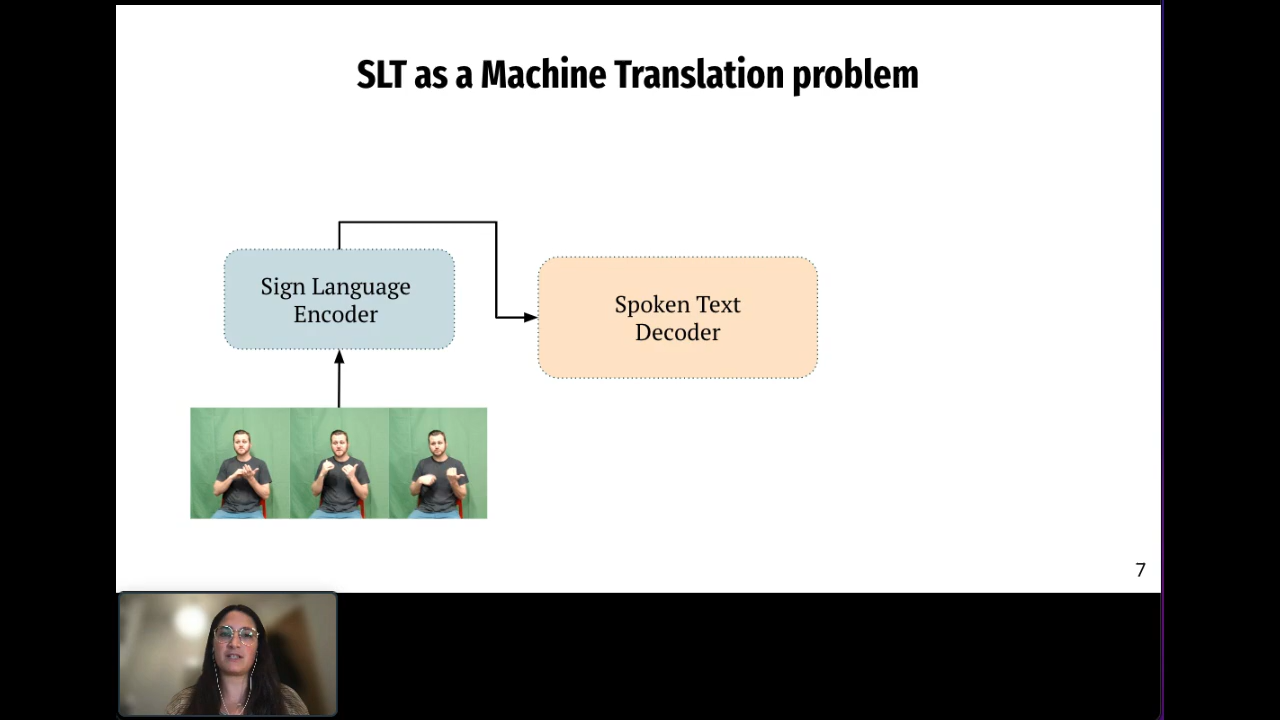 SLT as a Machine Translation problem
Sign Language
Encoder
Spoken Text
Decoder
7